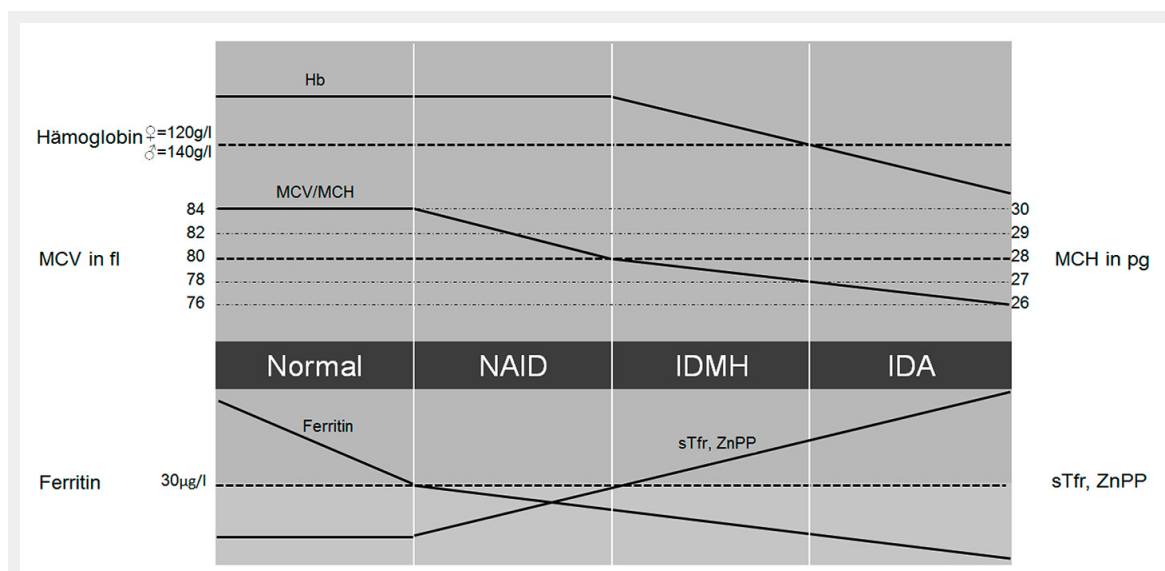 Hb
Hämoglobin ♀=120g/l
♂=140g/l
MCV/MCH
84 30
82 29
MCV in fl 80 28 MCH in pg
78 27
76 26
Normal NAID IDMH IDA
Ferritin
sTfr, ZnPP
Ferritin 30µg/l sTfr, ZnPP